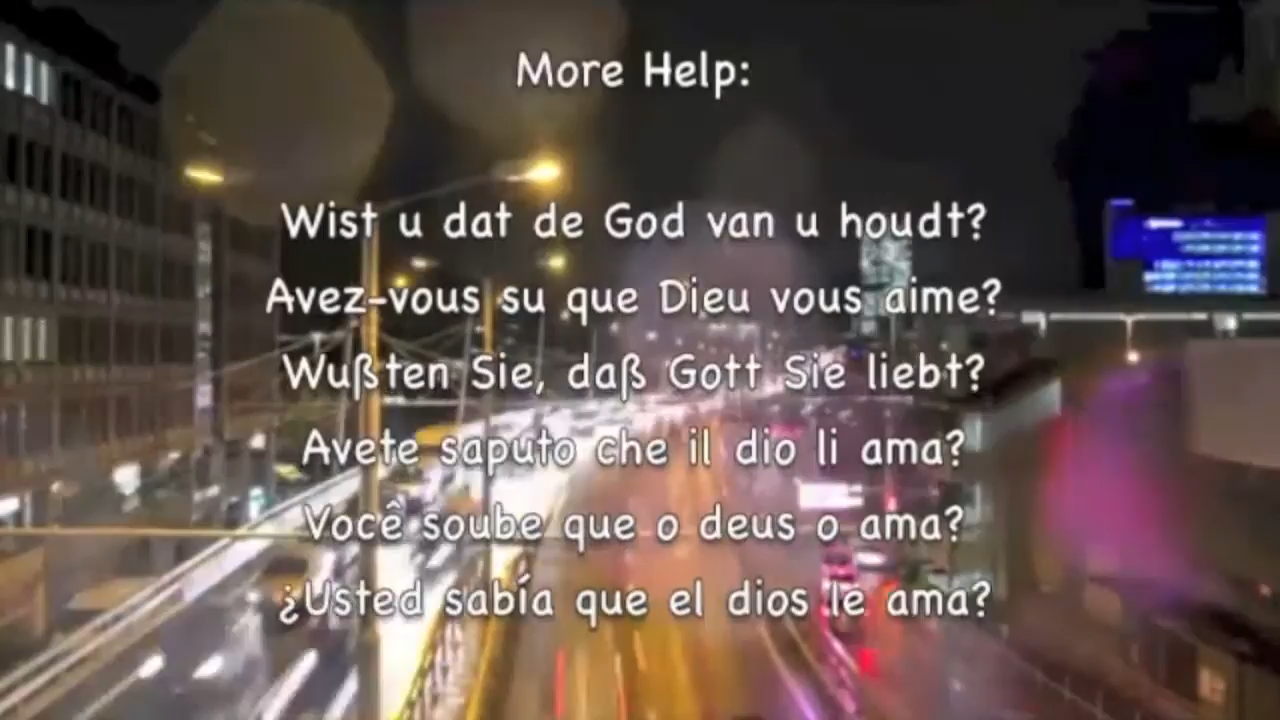 More Help:
Wist u dat de God van u houdt?
Avez-vous su que Dieu vous aime?
Wußten Sie, daß Gott Sie liebt?
Avete saputo che il dio li ama?
Você soube que o deus o ama?
¿Usted sabía que el dios le ama?